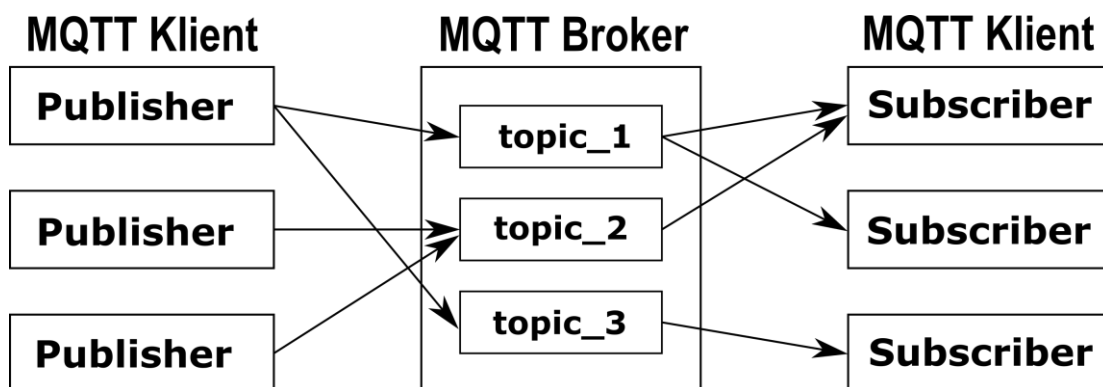 MQTT Klient
MQTT Broker
MQTT Klient
Publisher
topic_1
Subscriber
Publisher
topic_2
Subscriber
Publisher
topic_3
Subscriber